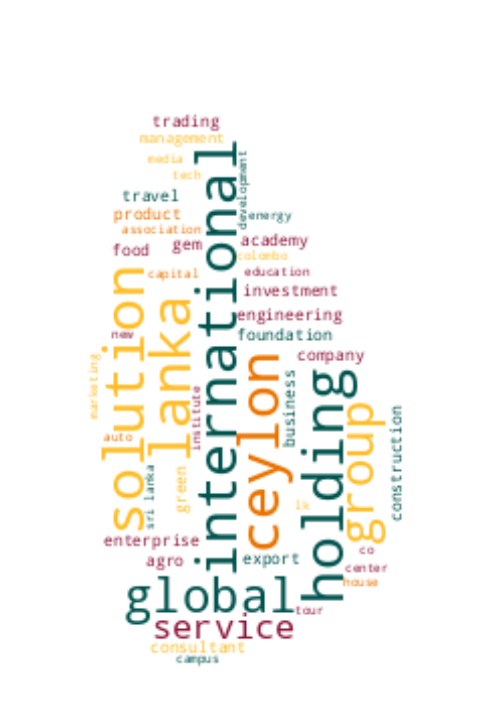 trading
management
media
tech
international
development
travel
product
energy
association
food
gem
academy
colombo
capital
education
solution
lanka
investment
engineering
new
foundation
ceylon
company
marketing
institute
business
holding
group
construction
auto
sri lanka
green
lk
enterprise
agro
export
co
center
house
global
tour
service
consultant
campus